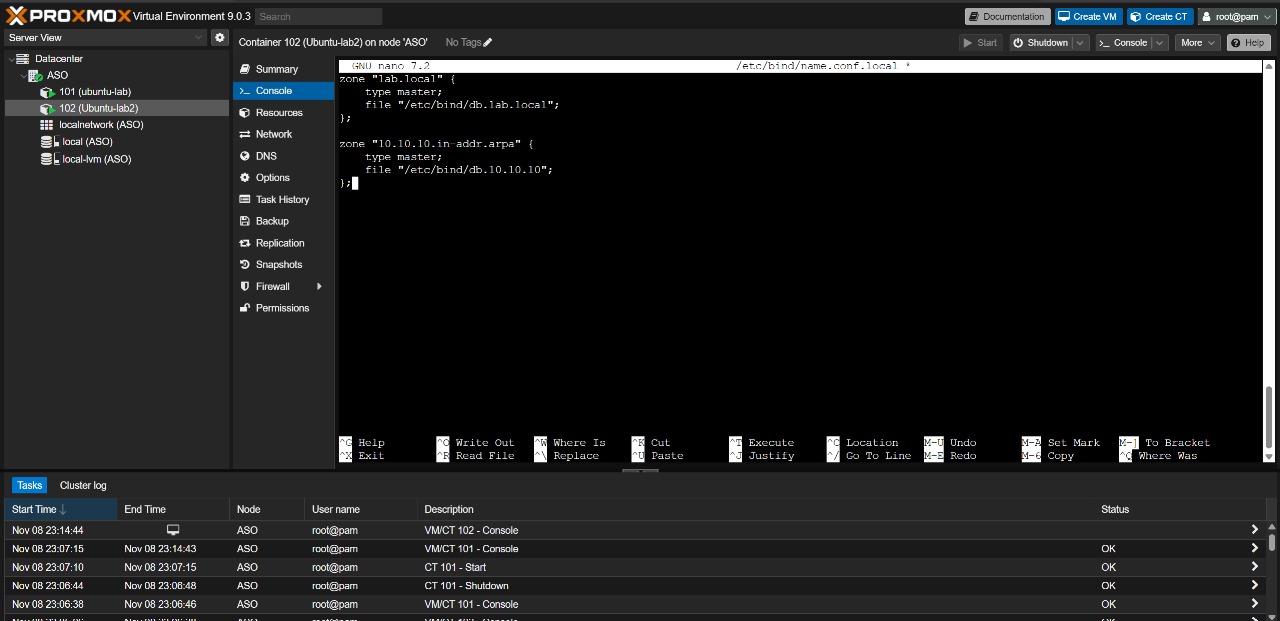 PROXMOX Virtual Environment 9.0.3 Search Documentation Create VM Create CT root@pam
Server View
Container 102 (Ubuntu-lab2) on node 'ASO' No Tags Start Shutdown Console More Help
Datacenter
ASO
101 (ubuntu-lab)
102 (Ubuntu-lab2)
localnetwork (ASO)
local (ASO)
local-lvm (ASO)
Summary
Console
Resources
Network
DNS
Options
Task History
Backup
Replication
Snapshots
Firewall
Permissions
GNU nano 7.2 /etc/bind/name.conf.local *
zone "lab.local" {
type master;
file "/etc/bind/db.lab.local";
};
zone "10.10.10.in-addr.arpa" {
type master;
file "/etc/bind/db.10.10.10";
};
^G Help ^O Write Out ^W Where Is ^K Cut ^T Execute ^C Location M-U Undo M-A Set Mark M-] To Bracket
^X Exit ^R Read File ^\ Replace ^U Paste ^J Justify ^/ Go To Line M-E Redo M-6 Copy ^Q Where Was
Tasks Cluster log
Start Time End Time Node User name Description Status
Nov 08 23:14:44 ASO root@pam VM/CT 102 - Console
Nov 08 23:07:15 Nov 08 23:14:43 ASO root@pam VM/CT 101 - Console OK
Nov 08 23:07:10 Nov 08 23:07:15 ASO root@pam CT 101 - Start OK
Nov 08 23:06:44 Nov 08 23:06:48 ASO root@pam CT 101 - Shutdown OK
Nov 08 23:06:38 Nov 08 23:06:46 ASO root@pam VM/CT 101 - Console OK